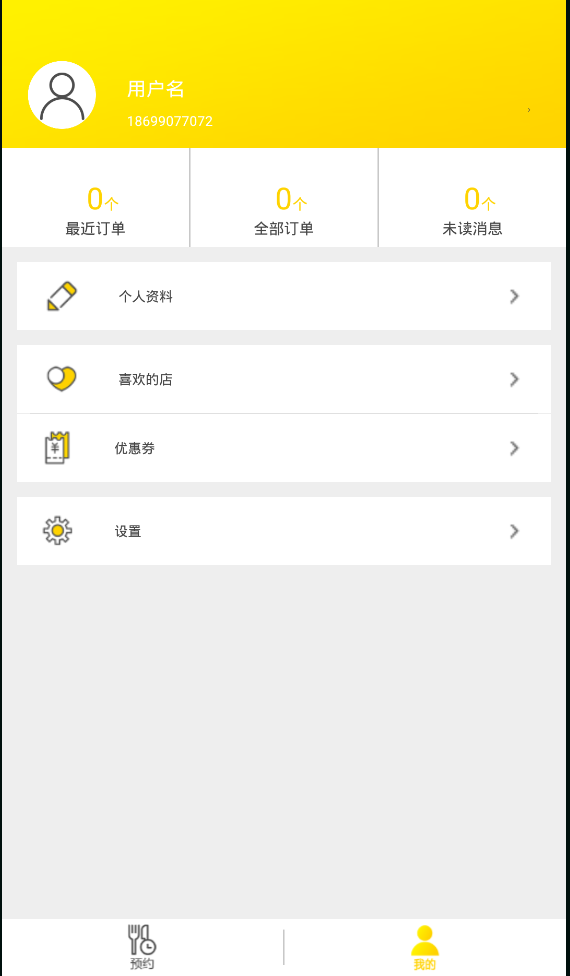 用户名
18699077072
0个
0个
0个
最近订单
全部订单
未读消息
个人资料
喜欢的店
¥
优惠券
设置
预约
我的